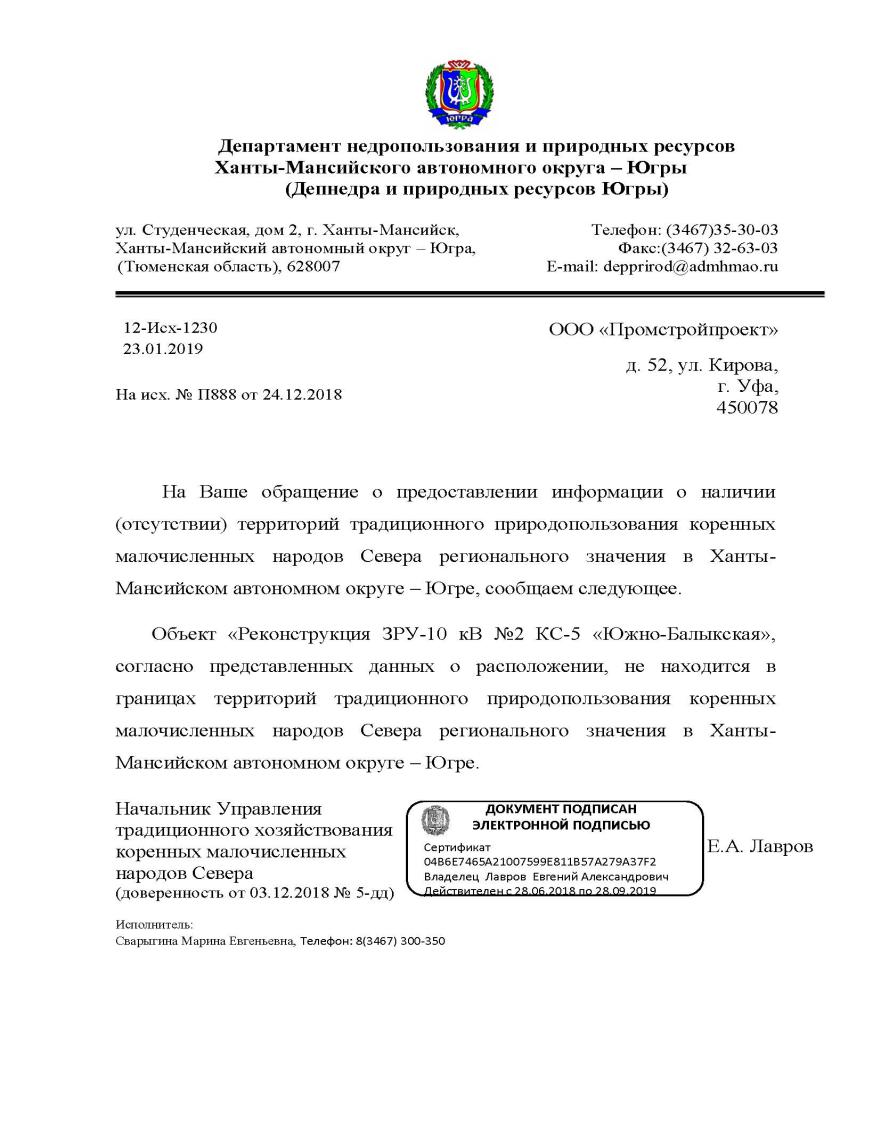 ЮГРА
Департамент недропользования и природных ресурсов
Ханты-Мансийского автономного округа – Югры
(Депнедра и природных ресурсов Югры)
ул. Студенческая, дом 2, г. Ханты-Мансийск,
Ханты-Мансийский автономный округ – Югра,
(Тюменская область), 628007
Телефон: (3467)35-30-03
Факс:(3467) 32-63-03
E-mail: depprirod@admhmao.ru
12-Исх-1230
23.01.2019
На исх. № П888 от 24.12.2018
ООО «Промстройпроект»
д. 52, ул. Кирова,
г. Уфа,
450078
На Ваше обращение о предоставлении информации о наличии
(отсутствии) территорий традиционного природопользования коренных
малочисленных народов Севера регионального значения в Ханты-
Мансийском автономном округе – Югре, сообщаем следующее.
Объект «Реконструкция ЗРУ-10 кВ №2 КС-5 «Южно-Балыкская»,
согласно представленных данных о расположении, не находится в
границах территорий традиционного природопользования коренных
малочисленных народов Севера регионального значения в Ханты-
Мансийском автономном округе – Югре.
Начальник Управления
традиционного хозяйствования
коренных малочисленных
народов Севера
(доверенность от 03.12.2018 № 5-дд)
ДОКУМЕНТ ПОДПИСАН
ЭЛЕКТРОННОЙ ПОДПИСЬЮ
Сертификат
04B6E7465A21007599E811B57A279A37F2
Владелец Лавров Евгений Александрович
Действителен с 28.06.2018 по 28.09.2019
Е.А. Лавров
Исполнитель:
Сварыгина Марина Евгеньевна, Телефон: 8(3467) 300-350